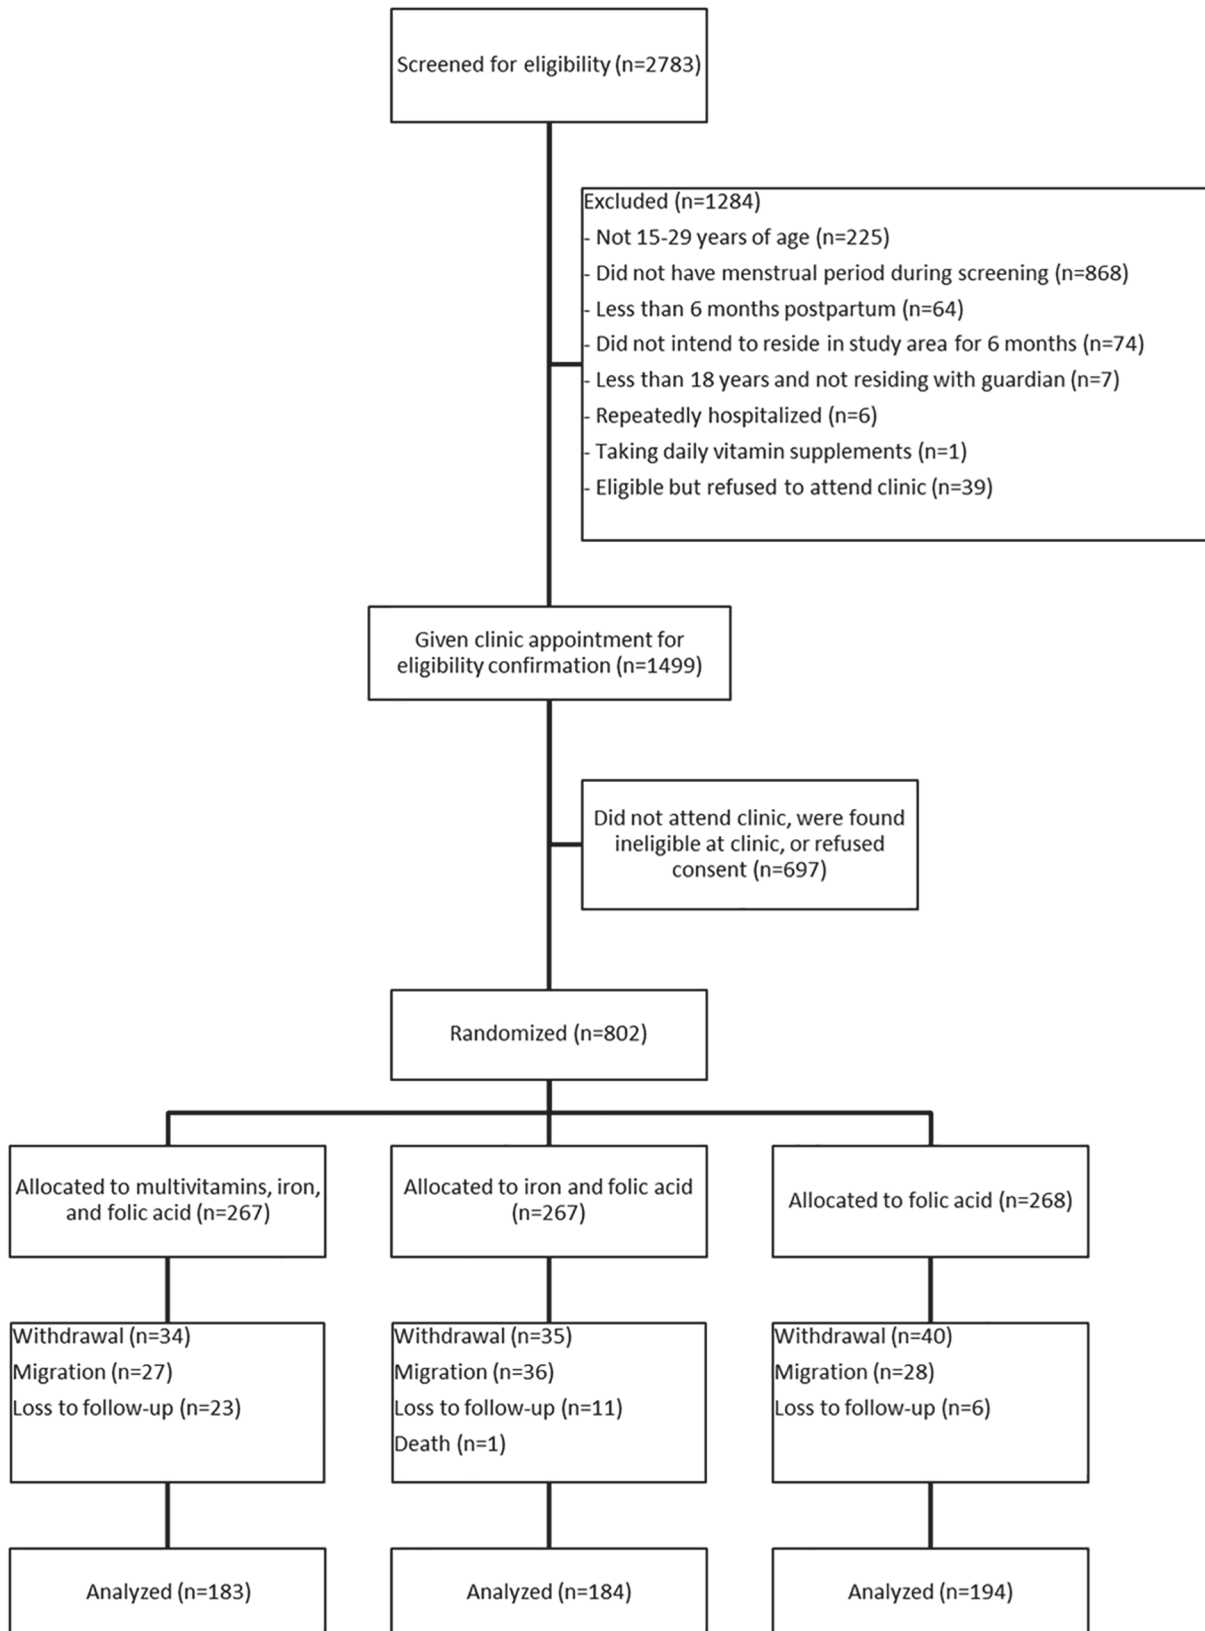 Screened for eligibility (n=2783)
Excluded (n=1284)
- Not 15-29 years of age (n=225)
- Did not have menstrual period during screening (n=868)
- Less than 6 months postpartum (n=64)
- Did not intend to reside in study area for 6 months (n=74)
- Less than 18 years and not residing with guardian (n=7)
- Repeatedly hospitalized (n=6)
- Taking daily vitamin supplements (n=1)
- Eligible but refused to attend clinic (n=39)
Given clinic appointment for
eligibility confirmation (n=1499)
Did not attend clinic, were found
ineligible at clinic, or refused
consent (n=697)
Randomized (n=802)
Allocated to multivitamins, iron,
and folic acid (n=267)
Allocated to iron and folic acid
(n=267)
Allocated to folic acid (n=268)
Withdrawal (n=34)
Migration (n=27)
Loss to follow-up (n=23)
Withdrawal (n=35)
Migration (n=36)
Loss to follow-up (n=11)
Death (n=1)
Withdrawal (n=40)
Migration (n=28)
Loss to follow-up (n=6)
Analyzed (n=183)
Analyzed (n=184)
Analyzed (n=194)